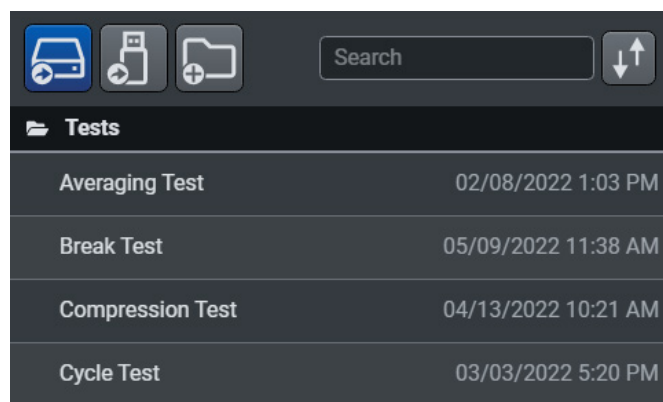 Search
Tests
Averaging Test 02/08/2022 1:03 PM
Break Test 05/09/2022 11:38 AM
Compression Test 04/13/2022 10:21 AM
Cycle Test 03/03/2022 5:20 PM